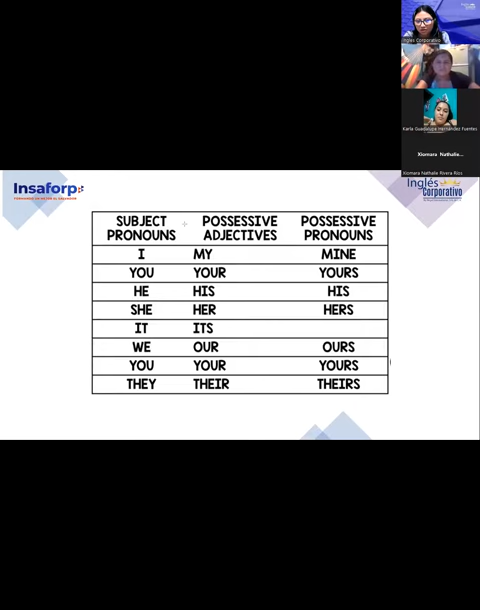 Inglés Corporativo
Karla Guadalupe Hernández Fuentes
Xiomara Nathalie...
Xiomara Nathalie Rivera Rios
Insaforp
Inglés
Corporativo
SUBJECT PRONOUNS POSSESSIVE ADJECTIVES POSSESSIVE PRONOUNS
I MY MINE
YOU YOUR YOURS
HE HIS HIS
SHE HER HERS
IT ITS
WE OUR OURS
YOU YOUR YOURS
THEY THEIR THEIRS